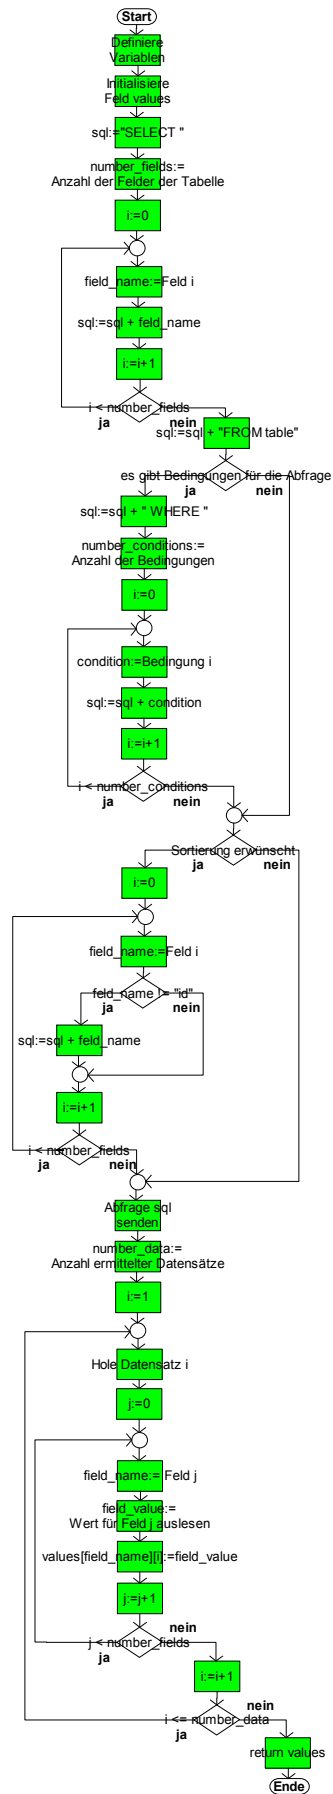 Start
Definiere
Variablen
Initialisiere
Feld values
sql:="SELECT "
number_fields:=
Anzahl der Felder der Tabelle
i:=0
field_name:=Feld i
sql:=sql + feld_name
i:=i+1
i < number_fields
ja
nein
sql:=sql + "FROM table"
es gibt Bedingungen für die Abfrage
ja
nein
sql:=sql + " WHERE "
number_conditions:=
Anzahl der Bedingungen
i:=0
condition:=Bedingung i
sql:=sql + condition
i:=i+1
i < number_conditions
ja
nein
Sortierung erwünscht
ja
nein
i:=0
field_name:=Feld i
feld_name != "id"
ja
nein
sql:=sql + feld_name
i:=i+1
i < number_fields
ja
nein
Abfrage sql
senden
number_data:=
Anzahl ermittelter Datensätze
i:=1
Hole Datensatz i
j:=0
field_name:= Feld j
field_value:=
Wert für Feld j auslesen
values[field_name][i]:=field_value
j:=j+1
nein
j < number_fields
ja
i:=i+1
nein
i <= number_data
ja
return values
Ende